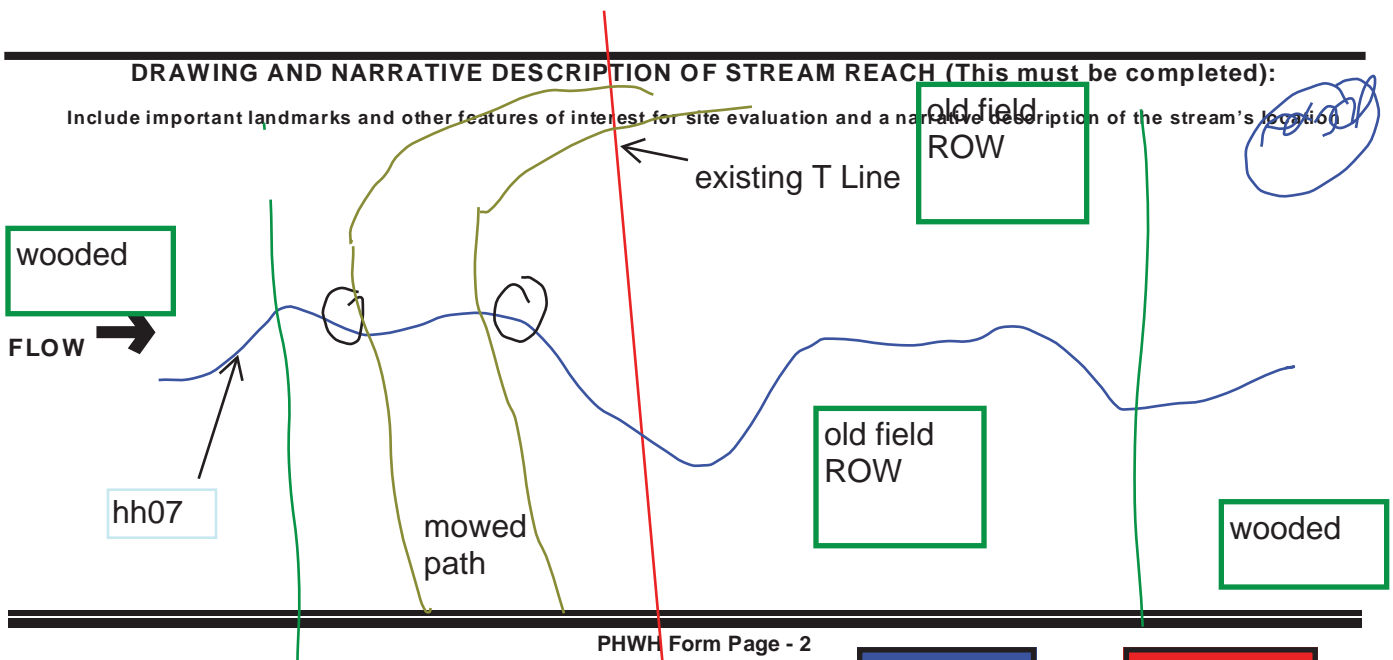 DRAWING AND NARRATIVE DESCRIPTION OF STREAM REACH (This must be completed):
Include important landmarks and other features of interest for site evaluation and a narrative description of the stream's location
old field
ROW
existing T Line
wooded
FLOW
hh07
mowed
path
old field
ROW
wooded
PHWH Form Page - 2